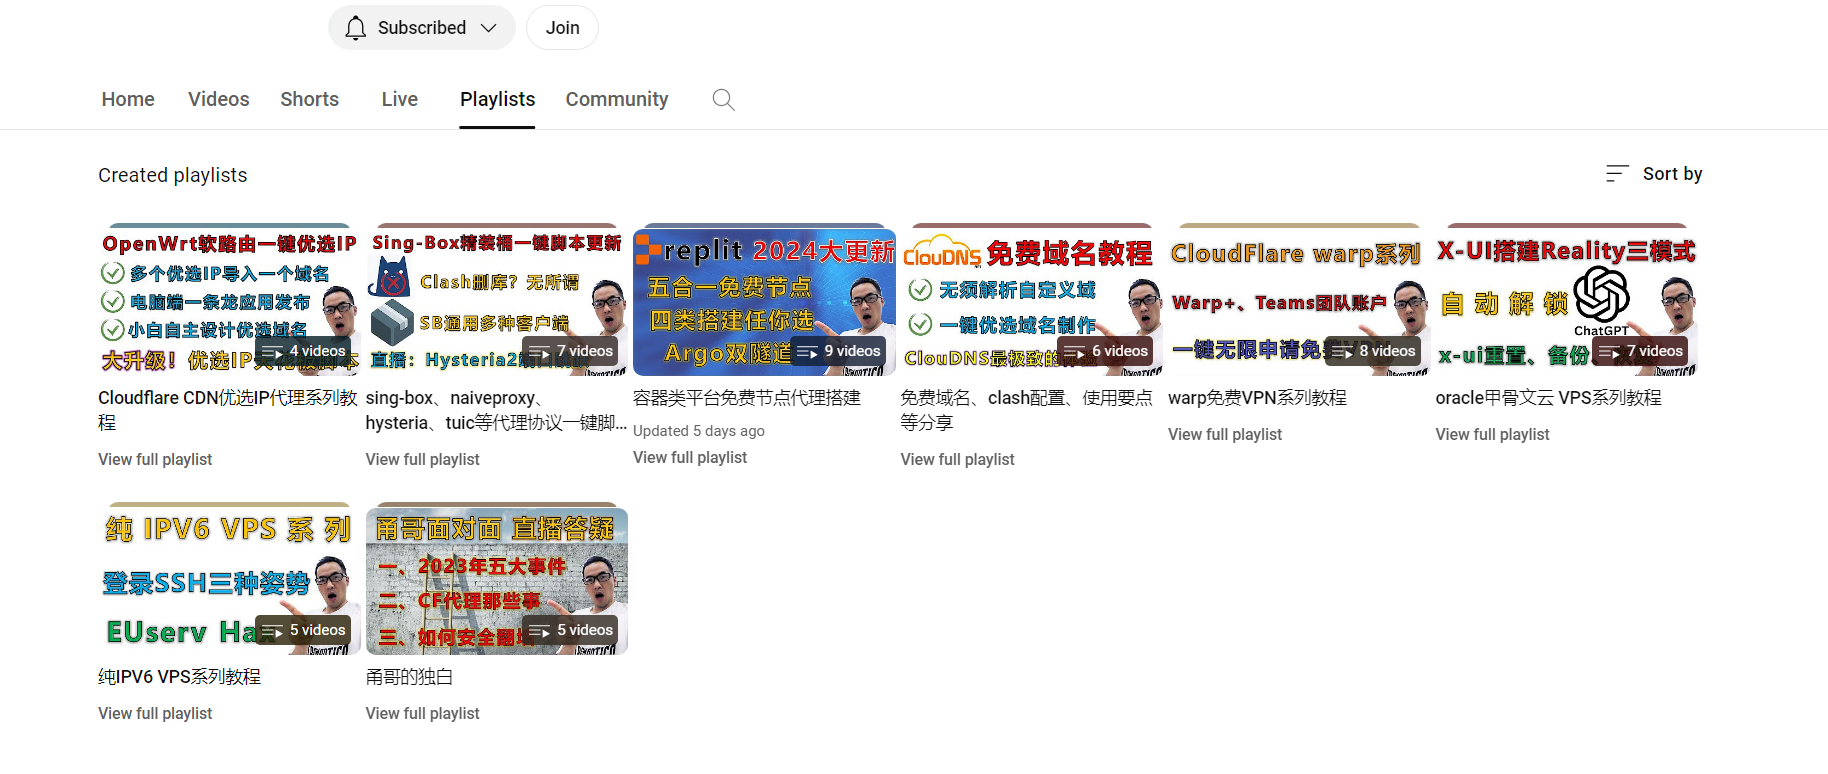 Subscribed
Join
Home
Videos
Shorts
Live
Playlists
Community
Created playlists
Sort by
OpenWrt软路由一键优选IP
多个优选IP导入一个域名
电脑端一条龙应用发布
小白自主设计优选域名
大升级！优选IP
4 videos
Cloudflare CDN优选IP代理系列教
程
View full playlist
Sing-Box精装桶一键脚本更新
Clash删库？无所谓
SB通用多种客户端
直播：Hysteria2
7 videos
sing-box、naiveproxy、
hysteria、tuic等代理协议一键脚...
View full playlist
replit 2024大更新
五合一免费节点
四类搭建任你选
Argo双隧道
9 videos
容器类平台免费节点代理搭建
Updated 5 days ago
View full playlist
ClouDNS 免费域名教程
无须解析自定义域
一键优选域名制作
ClouDNS最极致的
6 videos
免费域名、clash配置、使用要点
等分享
View full playlist
CloudFlare warp系列
Warp+、Teams团队账户
一键无限申请免费
8 videos
warp免费VPN系列教程
View full playlist
X-UI搭建Reality三模式
自动解锁
ChatGPT
x-ui重置、备份、
7 videos
oracle甲骨文云 VPS系列教程
View full playlist
纯 IPV6 VPS 系 列
登录SSH三种姿势
EUserv Hax
5 videos
纯IPV6 VPS系列教程
View full playlist
甬哥面对面 直播答疑
一、2023年五大事件
二、CF代理那些事
三、如何安全翻墙
5 videos
甬哥的独白
View full playlist